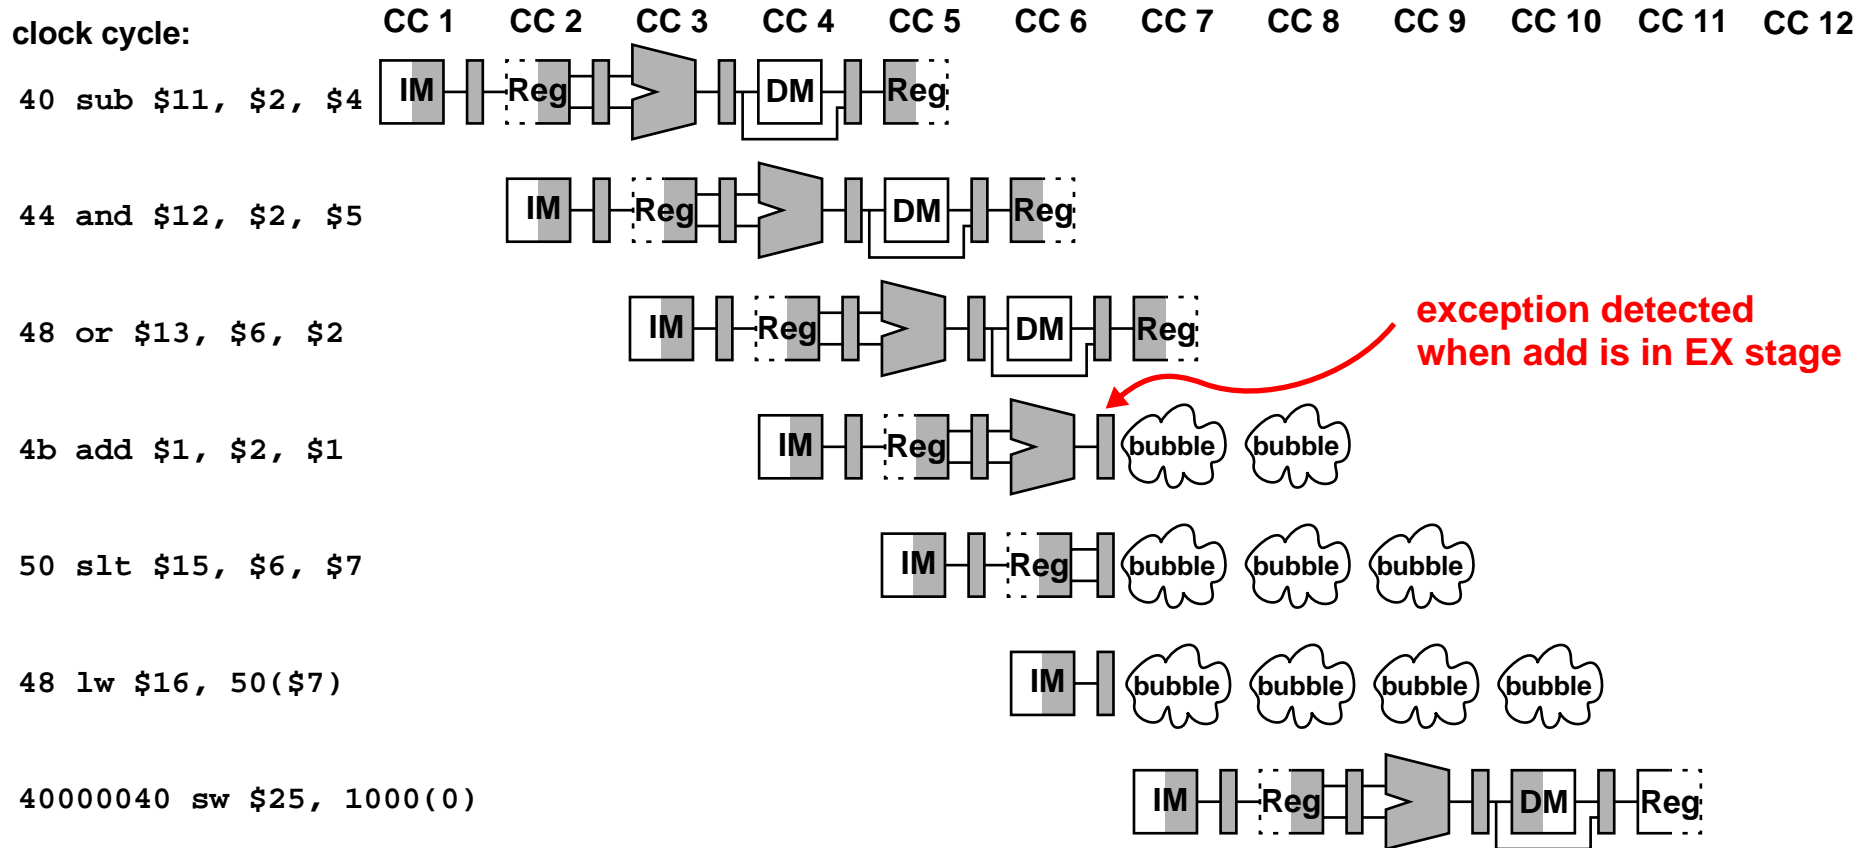 clock cycle: CC 1 CC 2 CC 3 CC 4 CC 5 CC 6 CC 7 CC 8 CC 9 CC 10 CC 11 CC 12
40 sub $11, $2, $4 IM Reg DM Reg
44 and $12, $2, $5 IM Reg DM Reg
48 or $13, $6, $2 IM Reg DM Reg
exception detected
when add is in EX stage
4b add $1, $2, $1 IM Reg bubble bubble
50 slt $15, $6, $7 IM Reg bubble bubble bubble
48 lw $16, 50($7) IM bubble bubble bubble bubble
40000040 sw $25, 1000(0) IM Reg DM Reg